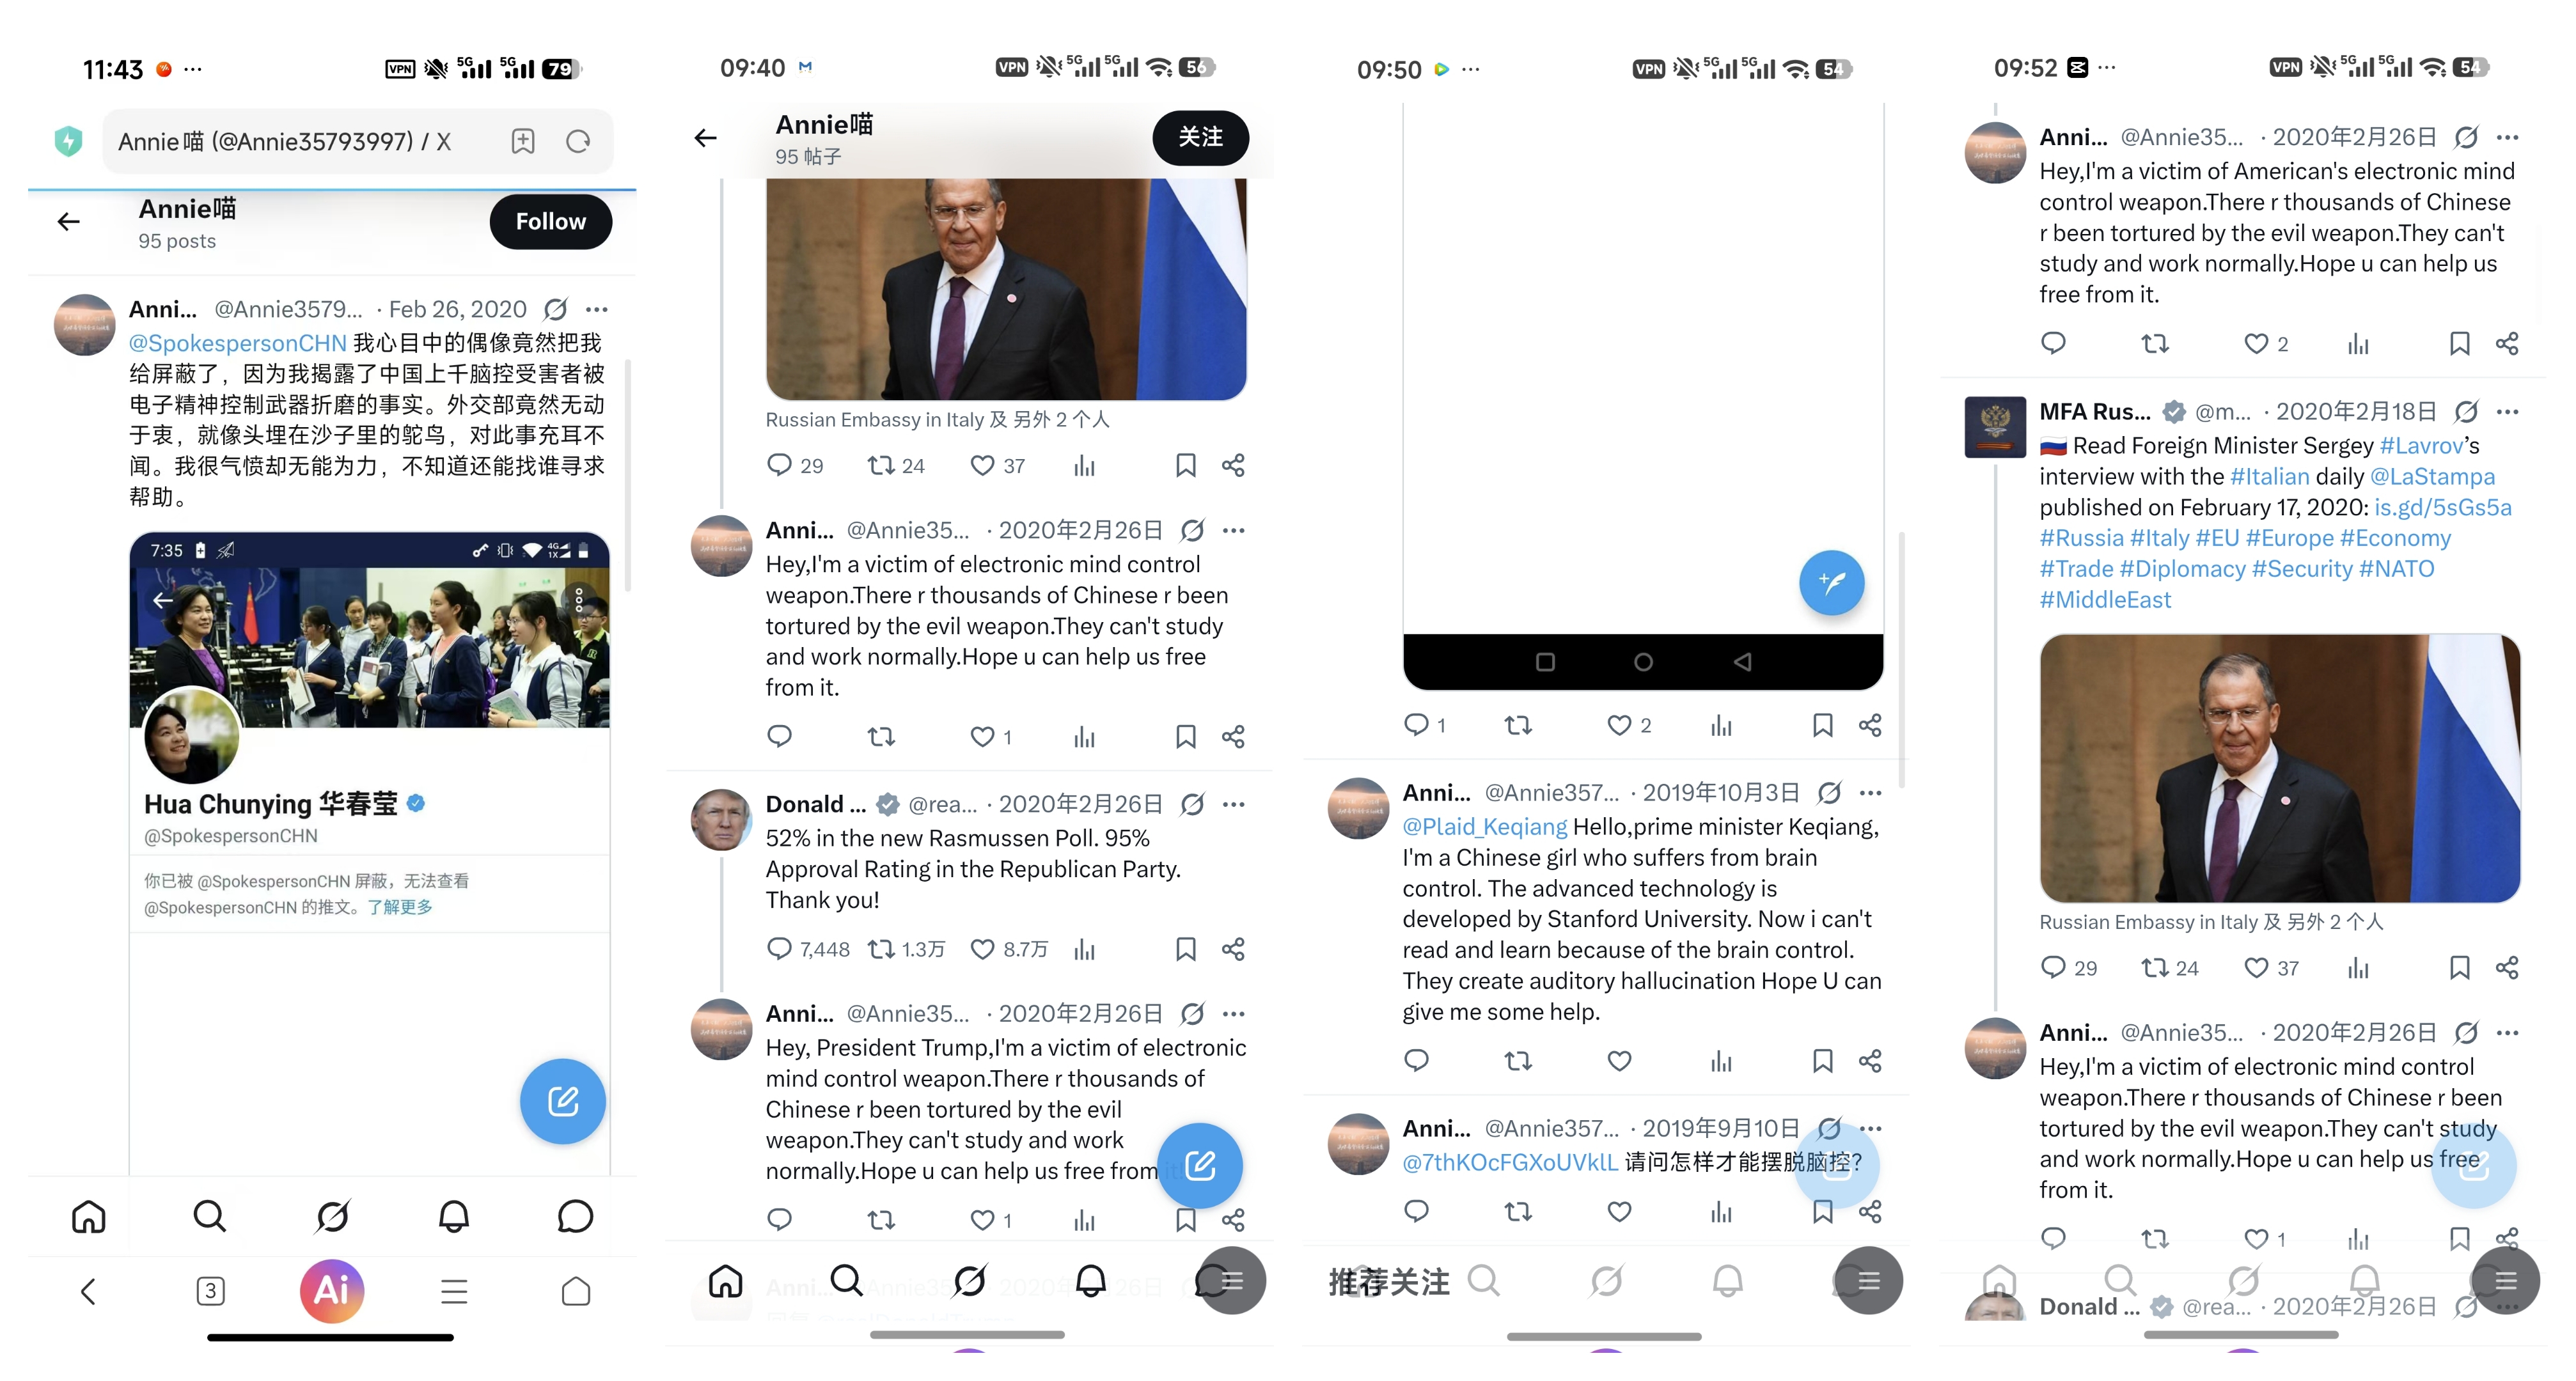 11:43
VPN 5G 5G 79
Annie喵 (@Annie35793997) / X
Annie喵
95 posts
Follow
Anni... @Annie3579... · Feb 26, 2020
@SpokespersonCHN 我心目中的偶像竟然把我
给屏蔽了，因为我揭露了中国上千脑控受害者被
电子精神控制武器折磨的事实。外交部竟然无动
于衷，就像头埋在沙子里的鸵鸟，对此事充耳不
闻。我很气愤却无能为力，不知道还能找谁寻求
帮助。
7:35
4G
1X
Hua Chunying 华春莹
@SpokespersonCHN
你已被 @SpokespersonCHN 屏蔽，无法查看
@SpokespersonCHN 的推文。了解更多
3
Ai
09:40
VPN 5G 5G 56
Annie喵
95 帖子
关注
Russian Embassy in Italy 及 另外 2 个人
29 24 37
Anni... @Annie35... · 2020年2月26日
Hey,I'm a victim of electronic mind control
weapon.There r thousands of Chinese r been
tortured by the evil weapon.They can't study
and work normally.Hope u can help us free
from it.
1
Donald ... @rea... · 2020年2月26日
52% in the new Rasmussen Poll. 95%
Approval Rating in the Republican Party.
Thank you!
7,448 1.3万 8.7万
Anni... @Annie35... · 2020年2月26日
Hey, President Trump,I'm a victim of electronic
mind control weapon.There r thousands of
Chinese r been tortured by the evil
weapon.They can't study and work
normally.Hope u can help us free from it.
1
09:50
VPN 5G 5G 54
1 2
Anni... @Annie357... · 2019年10月3日
@Plaid_Keqiang Hello,prime minister Keqiang,
I'm a Chinese girl who suffers from brain
control. The advanced technology is
developed by Stanford University. Now i can't
read and learn because of the brain control.
They create auditory hallucination Hope U can
give me some help.
Anni... @Annie357... · 2019年9月10日
@7thKOcFGXoUVklL 请问怎样才能摆脱脑控?
推荐关注
09:52
VPN 5G 5G 54
Anni... @Annie35... · 2020年2月26日
Hey,I'm a victim of American's electronic mind
control weapon.There r thousands of Chinese
r been tortured by the evil weapon.They can't
study and work normally.Hope u can help us
free from it.
2
MFA Rus... @m... · 2020年2月18日
Read Foreign Minister Sergey #Lavrov’s
interview with the #Italian daily @LaStampa
published on February 17, 2020: is.gd/5sGs5a
#Russia #Italy #EU #Europe #Economy
#Trade #Diplomacy #Security #NATO
#MiddleEast
Russian Embassy in Italy 及 另外 2 个人
29 24 37
Anni... @Annie35... · 2020年2月26日
Hey,I'm a victim of electronic mind control
weapon.There r thousands of Chinese r been
tortured by the evil weapon.They can't study
and work normally.Hope u can help us free
from it.
1
Donald ... @rea... · 2020年2月26日